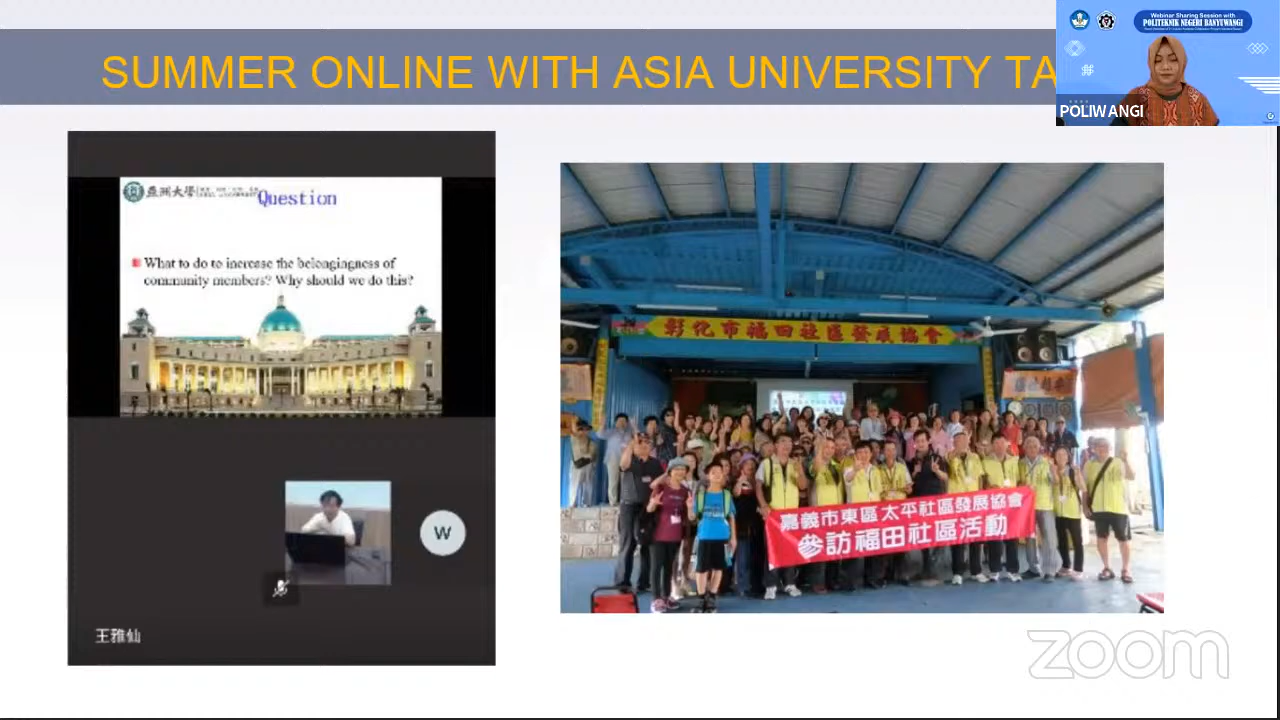 SUMMER ONLINE WITH ASIA UNIVERSITY TA
Webinar Sharing Session with
POLITEKNIK NEGERI BANYUWANGI
POLIWANGI
亞洲大學
Question
What to do to increase the belongingness of
community members? Why should we do this?
W
王雅仙
彰化市福田社區發展協會
嘉義市東區太平社區發展協會
參訪福田社區活動
zoom